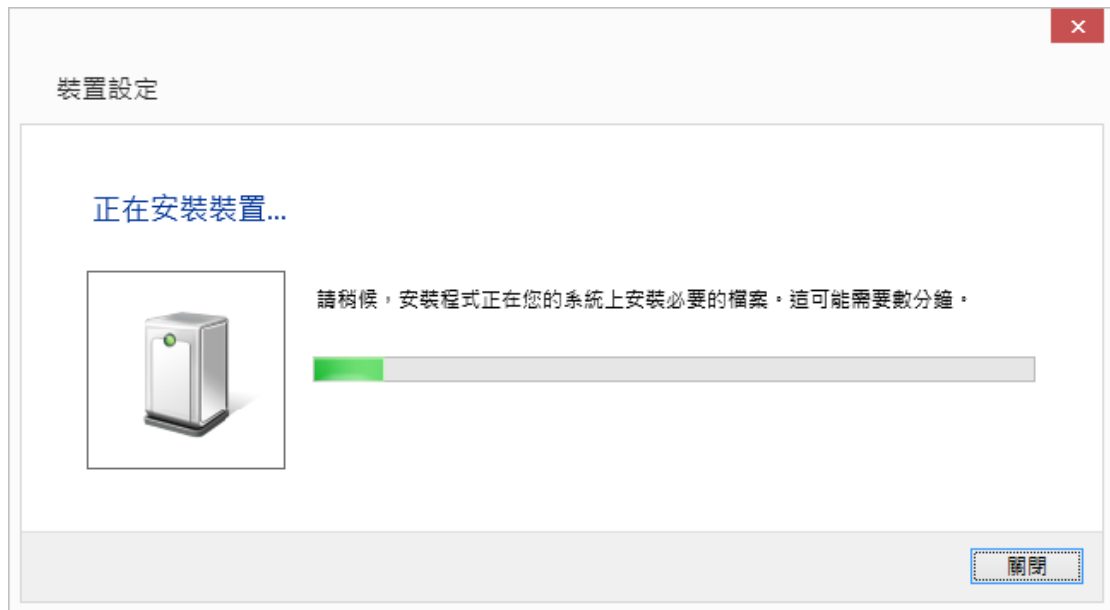 裝置設定
正在安裝裝置...
請稍候，安裝程式正在您的系統上安裝必要的檔案。這可能需要數分鐘。
關閉